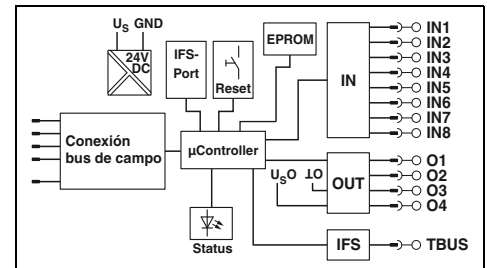 US GND
24V
DC
IFS-
Port
Reset
EPROM
IN
IN1
IN2
IN3
IN4
IN5
IN6
IN7
IN8
Conexión
bus de campo
µController
USO
OT
OUT
O1
O2
O3
O4
Status
IFS
TBUS